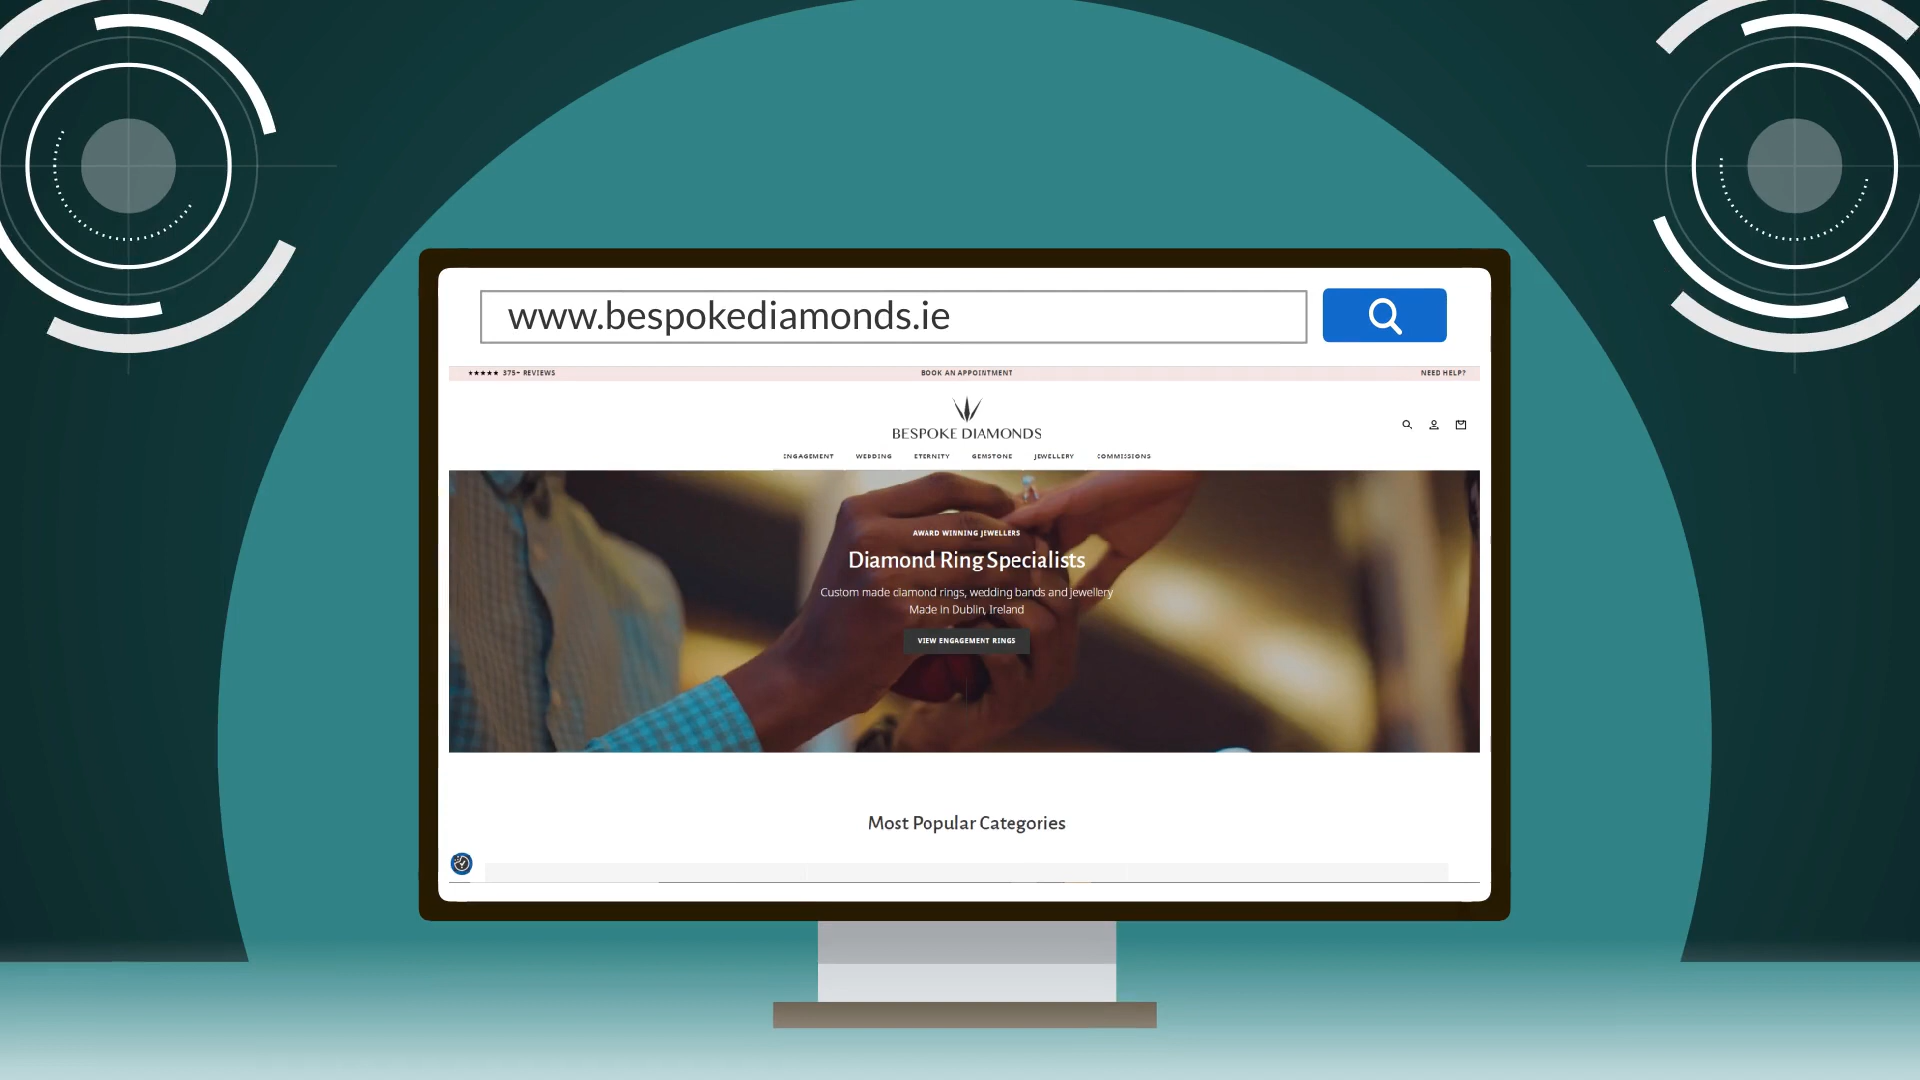 www.bespokediamonds.ie
★★★★★ 375+ REVIEWS
BOOK AN APPOINTMENT
NEED HELP?
BESPOKE DIAMONDS
ENGAGEMENT WEDDING ETERNITY GEMSTONE JEWELLERY COMMISSIONS
AWARD WINNING JEWELLERS
Diamond Ring Specialists
Custom made diamond rings, wedding bands and jewellery
Made in Dublin, Ireland
VIEW ENGAGEMENT RINGS
Most Popular Categories